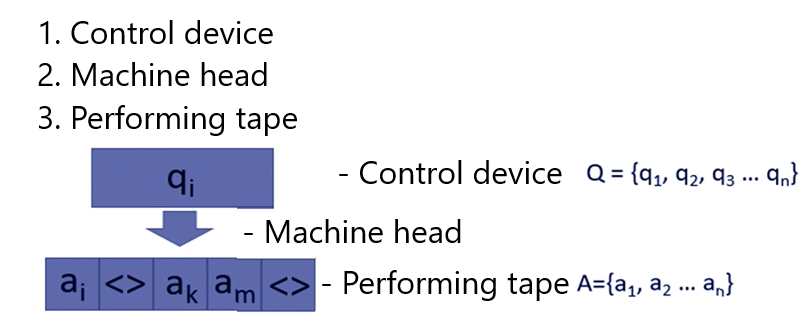 1. Control device
2. Machine head
3. Performing tape
qᵢ - Control device Q = {q₁, q₂, q₃ ... qₙ}
- Machine head
aᵢ <> aₖ aₘ <> - Performing tape A={a₁, a₂ ... aₙ}